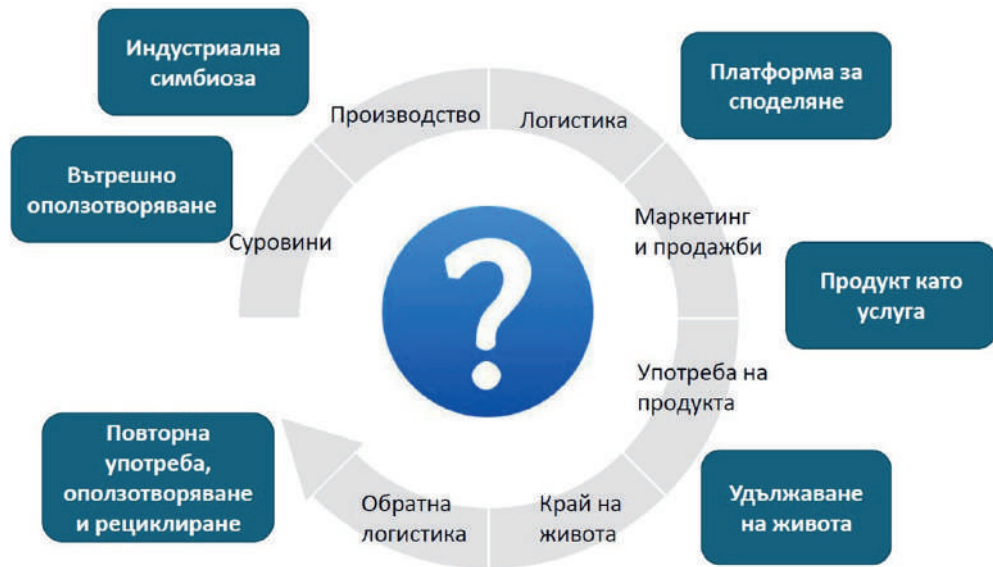 Индустриална
симбиоза
Платформа за
споделяне
Производство
Логистика
Вътрешно
оползотворяване
Суровини
Маркетинг
и продажби
?
Продукт като
услуга
Употреба на
продукта
Повторна
употреба,
оползотворяване
и рециклиране
Обратна
логистика
Край на
живота
Удължаване
на живота